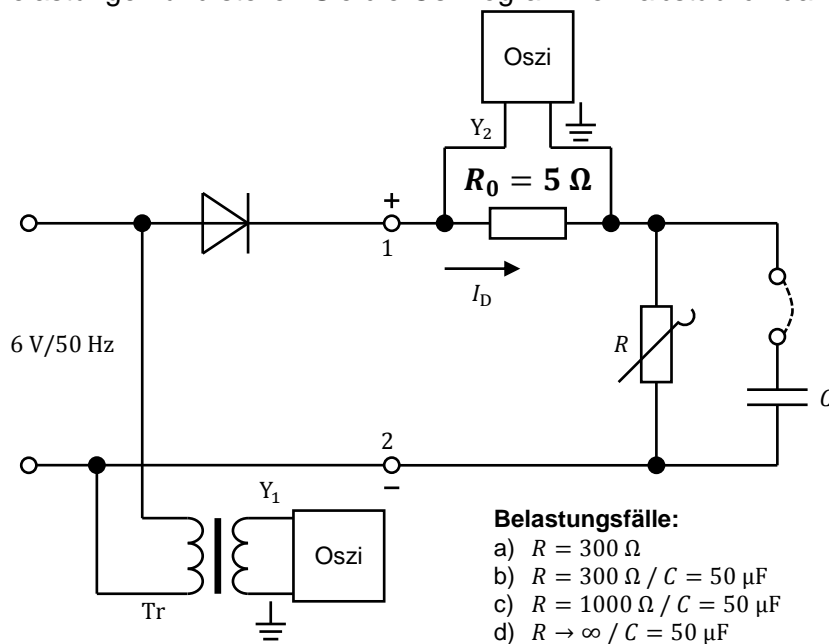 Oszi
Y₂
R₀ = 5 Ω
+
1
I_D
6 V/50 Hz
R
2
−
Y₁
Oszi
Tr
Belastungsfälle:
a) R = 300 Ω
b) R = 300 Ω / C = 50 μF
c) R = 1000 Ω / C = 50 μF
d) R → ∞ / C = 50 μF